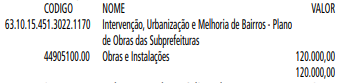 CODIGO NOME VALOR
63.10.15.451.3022.1170 Intervenção, Urbanização e Melhoria de Bairros - Plano
de Obras das Subprefeituras
44905100.00 Obras e Instalações 120.000,00
120.000,00